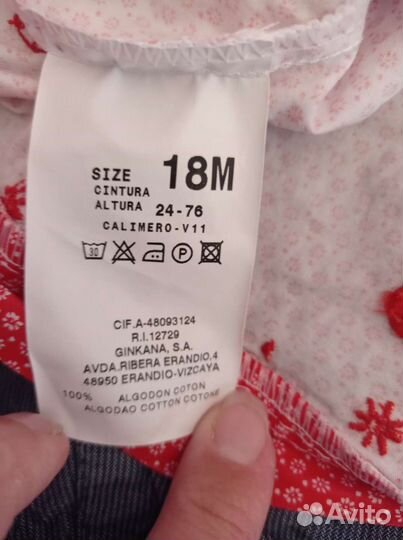 SIZE 18M
CINTURA
ALTURA 24-76
CALIMERO-V11
30 P
CIF.A-48093124
R.I.12729
GINKANA, S.A.
AVDA.RIBERA ERANDIO,4
48950 ERANDIO-VIZCAYA
100% ALGODON COTON
ALGODAO COTTON COTONE
Avito